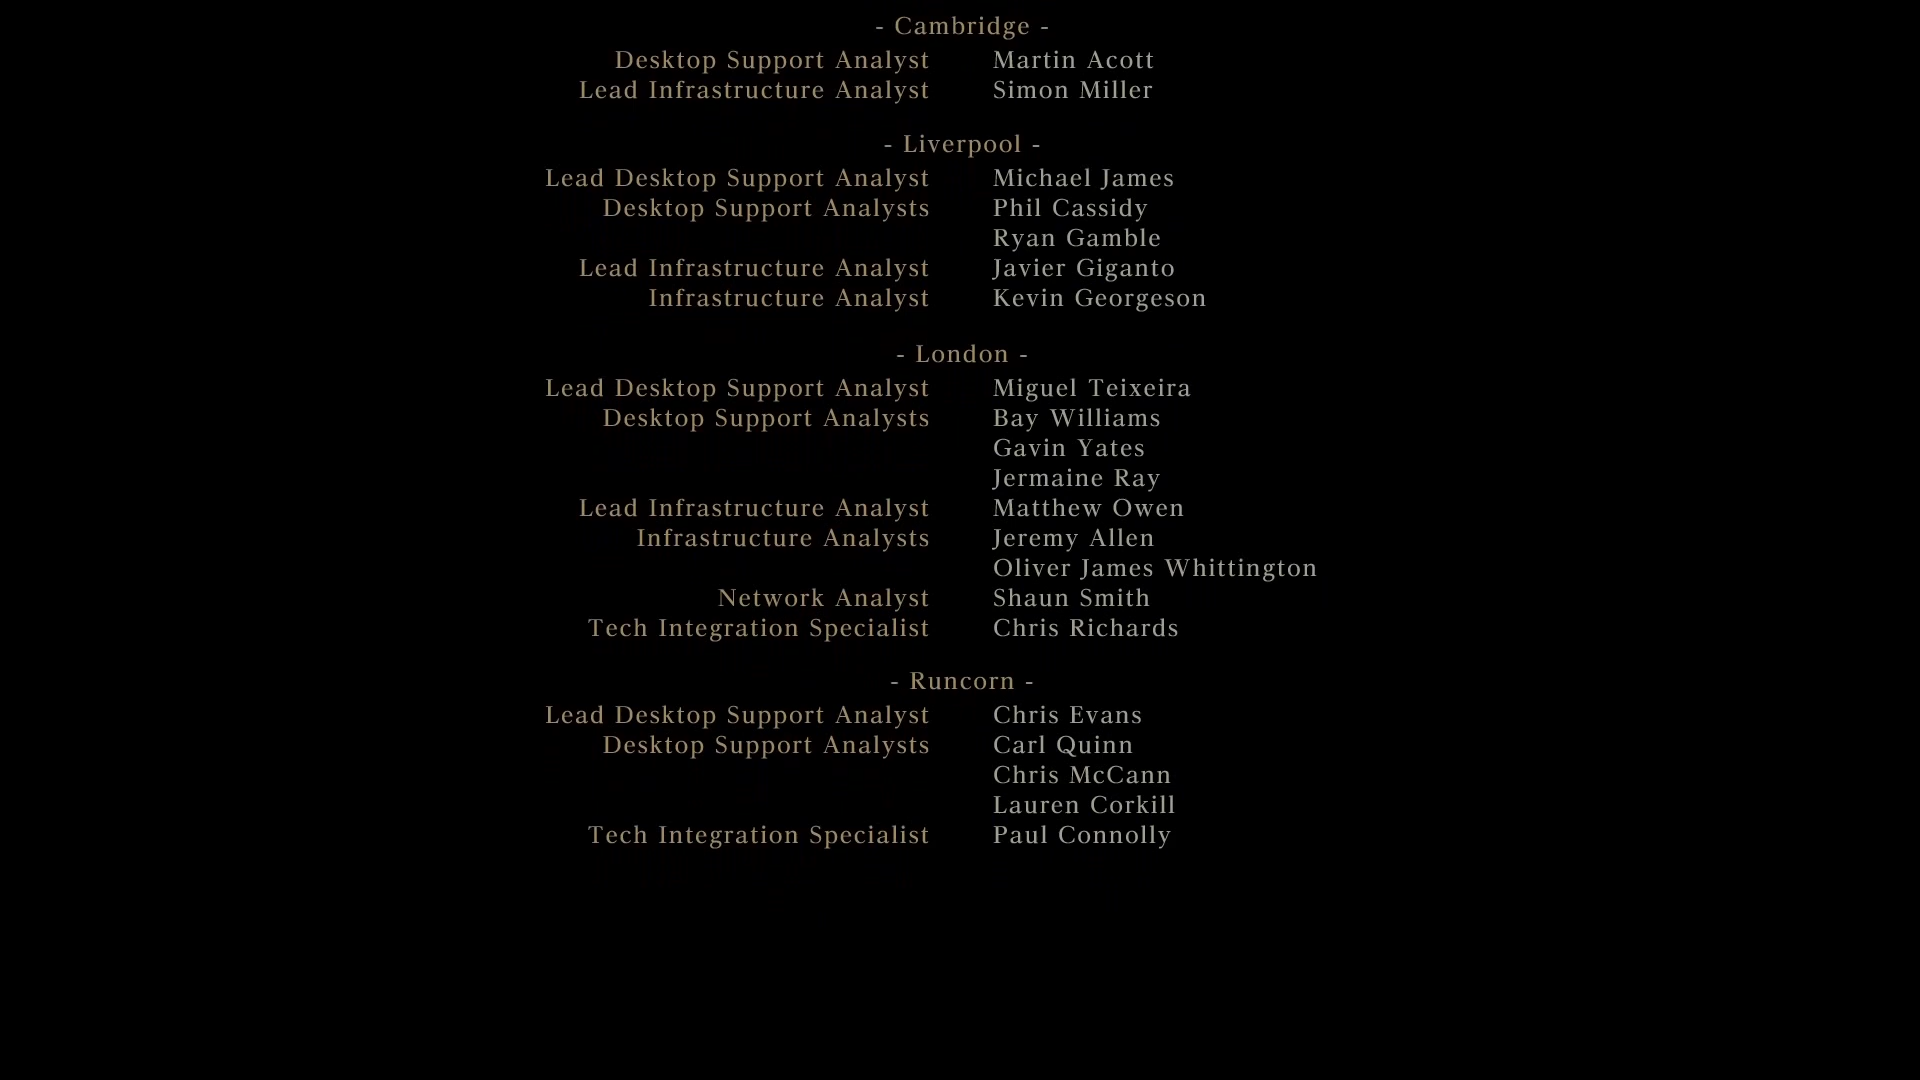 - Cambridge -
Desktop Support Analyst Martin Acott
Lead Infrastructure Analyst Simon Miller
- Liverpool -
Lead Desktop Support Analyst Michael James
Desktop Support Analysts Phil Cassidy
Ryan Gamble
Lead Infrastructure Analyst Javier Giganto
Infrastructure Analyst Kevin Georgeson
- London -
Lead Desktop Support Analyst Miguel Teixeira
Desktop Support Analysts Bay Williams
Gavin Yates
Jermaine Ray
Lead Infrastructure Analyst Matthew Owen
Infrastructure Analysts Jeremy Allen
Oliver James Whittington
Network Analyst Shaun Smith
Tech Integration Specialist Chris Richards
- Runcorn -
Lead Desktop Support Analyst Chris Evans
Desktop Support Analysts Carl Quinn
Chris McCann
Lauren Corkill
Tech Integration Specialist Paul Connolly